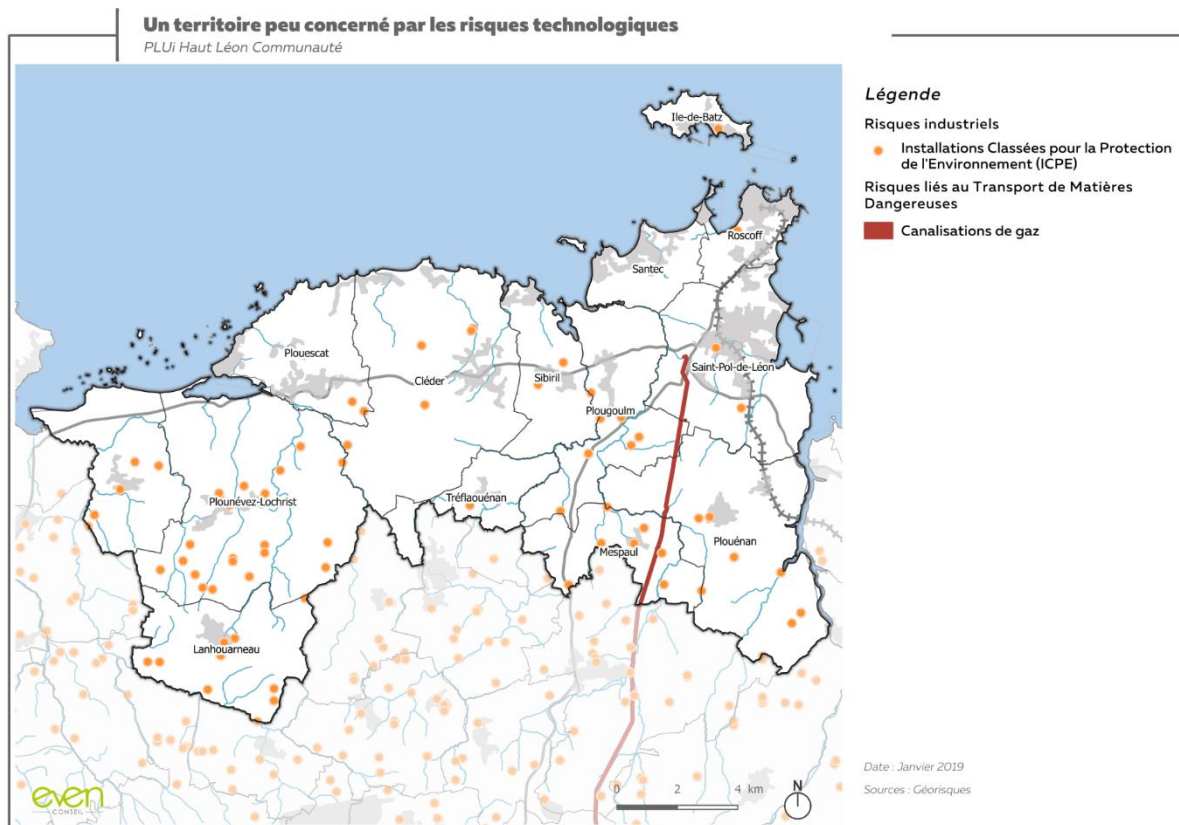 Un territoire peu concerné par les risques technologiques
PLUi Haut Léon Communauté
Légende
Risques industriels
Installations Classées pour la Protection
de l'Environnement (ICPE)
Risques liés au Transport de Matières
Dangereuses
Canalisations de gaz
Ile-de-Batz
Roscoff
Santec
Plouescat
Cléder
Sibiril
Saint-Pol-de-Léon
Plougoulm
Plounévez-Lochrist
Tréflaouénan
Mespaul
Plouénan
Lanhouarneau
Date : Janvier 2019
Sources : Géorisques
even
CONSEIL
0 2 4 km
N